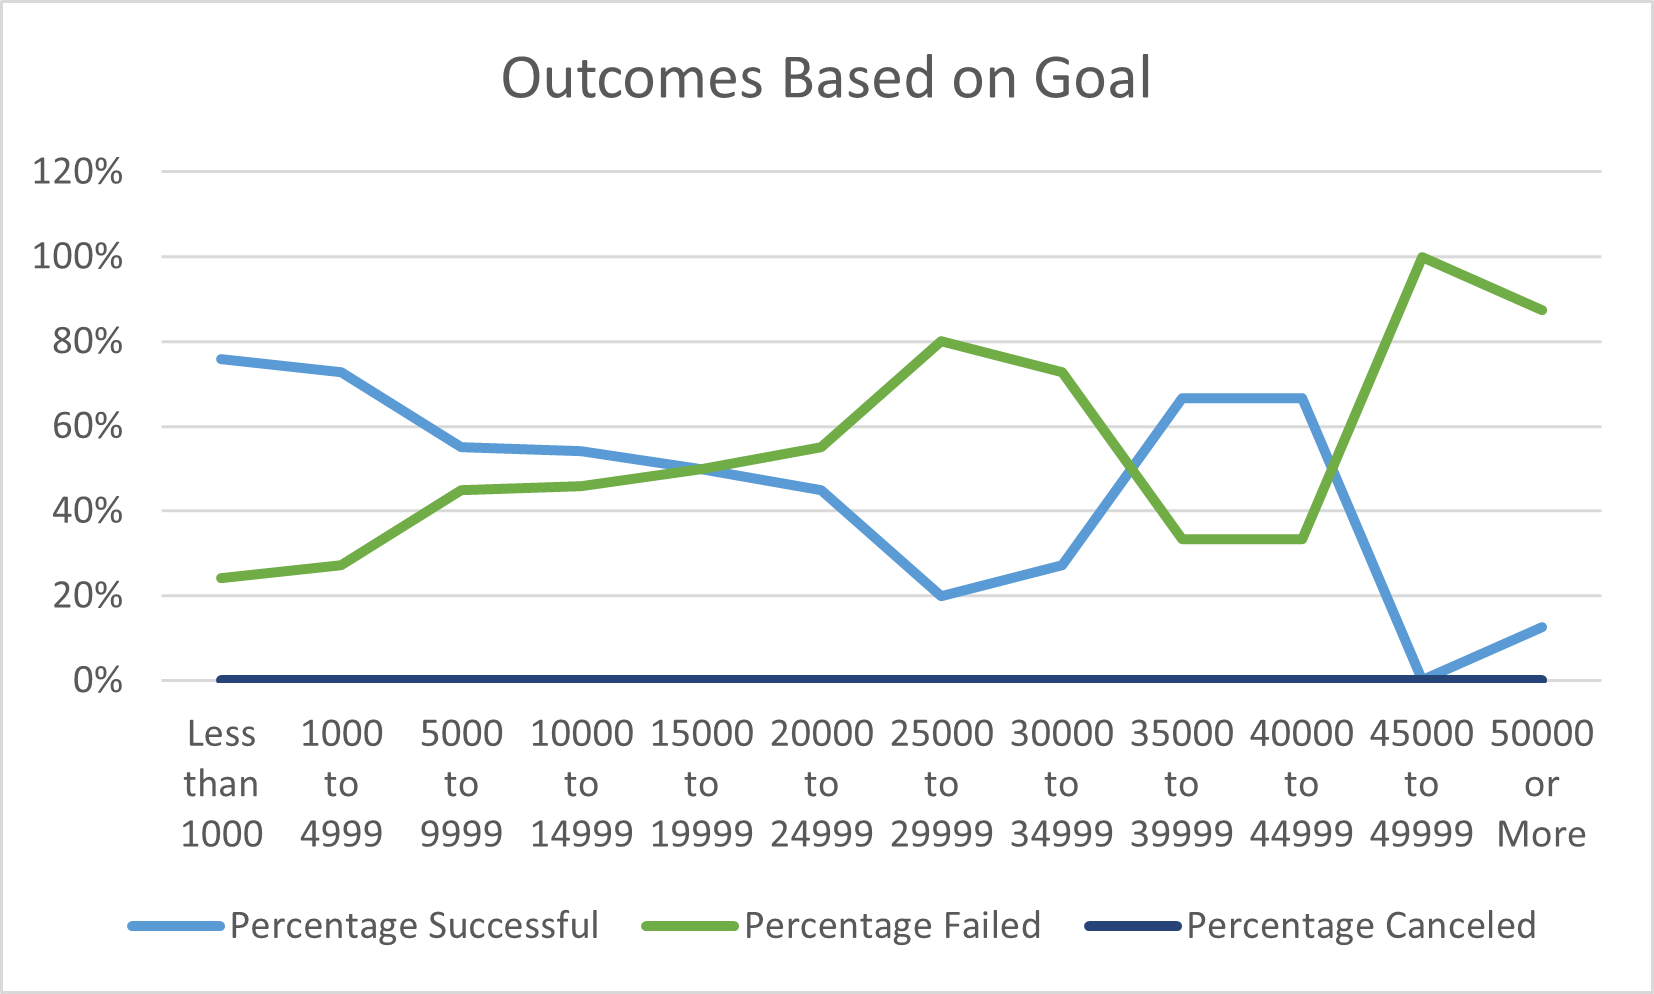 Outcomes Based on Goal
120%
100%
80%
60%
40%
20%
0%
Less than 1000
1000 to 4999
5000 to 9999
10000 to 14999
15000 to 19999
20000 to 24999
25000 to 29999
30000 to 34999
35000 to 39999
40000 to 44999
45000 to 49999
50000 or More
Percentage Successful
Percentage Failed
Percentage Canceled